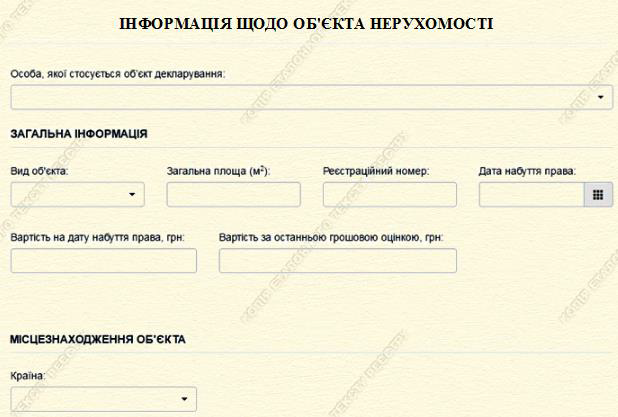 ІНФОРМАЦІЯ ЩОДО ОБ'ЄКТА НЕРУХОМОСТІ
Особа, якої стосується об'єкт декларування:
ЗАГАЛЬНА ІНФОРМАЦІЯ
Вид об'єкта: Загальна площа (м²): Реєстраційний номер: Дата набуття права:
Вартість на дату набуття права, грн: Вартість за останньою грошовою оцінкою, грн:
МІСЦЕЗНАХОДЖЕННЯ ОБ'ЄКТА
Країна: